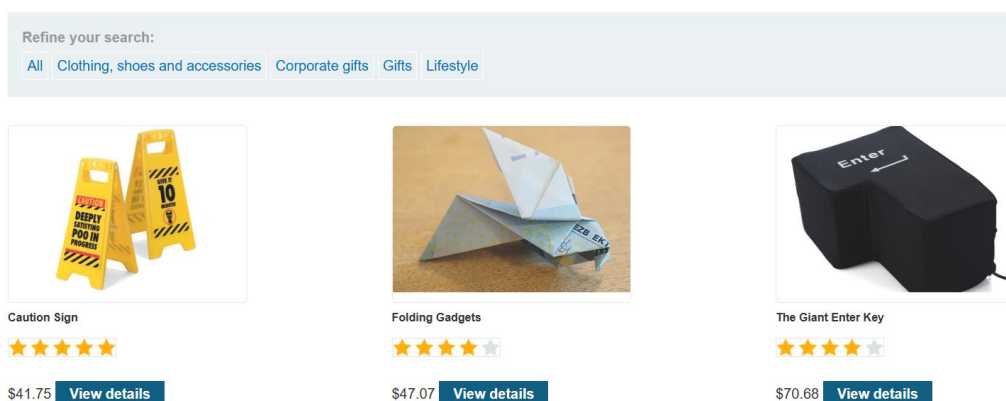 Refine your search:
All Clothing, shoes and accessories Corporate gifts Gifts Lifestyle
CAUTION
DEEPLY
SATISFYING
POO IN
PROGRESS
GIVE IT
10
MINUTES
EZB EK
Enter
Caution Sign
Folding Gadgets
The Giant Enter Key
$41.75 View details
$47.07 View details
$70.68 View details